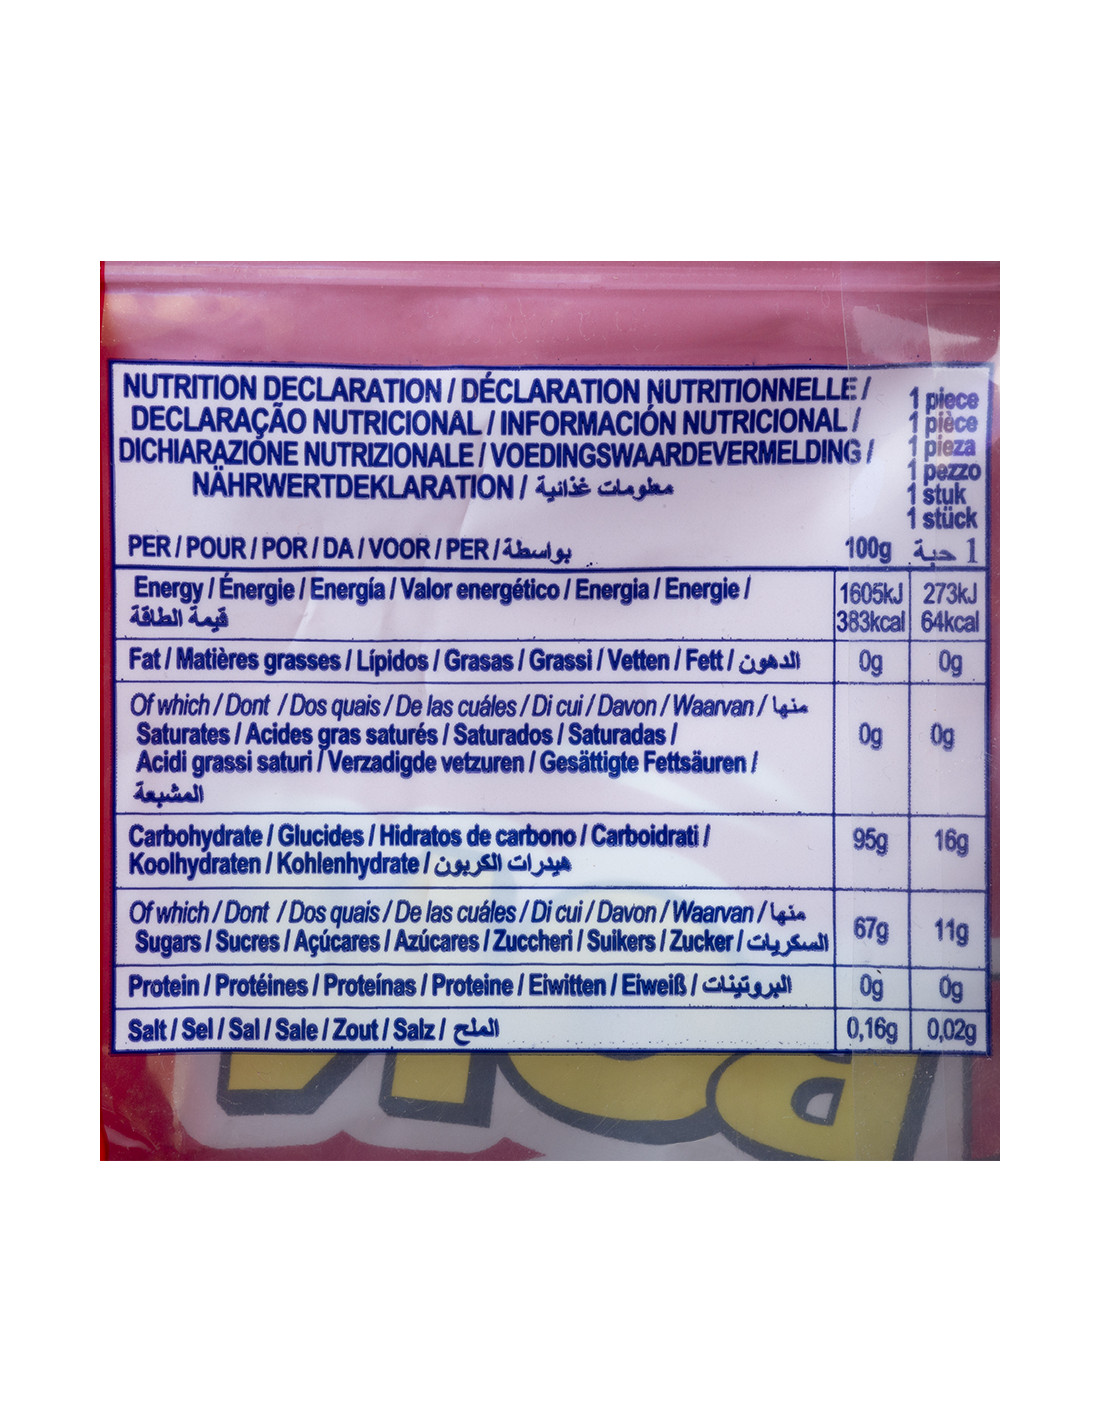 NUTRITION DECLARATION / DÉCLARATION NUTRITIONNELLE /
DECLARAÇÃO NUTRICIONAL / INFORMACIÓN NUTRICIONAL /
DICHIARAZIONE NUTRIZIONALE / VOEDINGSWAARDEVERMELDING /
NÄHRWERTDEKLARATION / معلومات غذائية
1 piece
1 pièce
1 pieza
1 pezzo
1 stuk
1 stück
PER / POUR / POR / DA / VOOR / PER / بواسطة 100g 1 حبة
Energy / Énergie / Energía / Valor energético / Energia / Energie / 1605kJ 273kJ
قيمة الطاقة 383kcal 64kcal
Fat / Matières grasses / Lípidos / Grasas / Grassi / Vetten / Fett / الدهون 0g 0g
Of which / Dont / Dos quais / De las cuáles / Di cui / Davon / Waarvan / منها
Saturates / Acides gras saturés / Saturados / Saturadas / 0g 0g
Acidi grassi saturi / Verzadigde vetzuren / Gesättigte Fettsäuren /
المشبعة
Carbohydrate / Glucides / Hidratos de carbono / Carboidrati / 95g 16g
Koolhydraten / Kohlenhydrate / هيدرات الكربون
Of which / Dont / Dos quais / De las cuáles / Di cui / Davon / Waarvan / منها
Sugars / Sucres / Açúcares / Azúcares / Zuccheri / Suikers / Zucker / السكريات 67g 11g
Protein / Protéines / Proteínas / Proteine / Eiwitten / Eiweiß / البروتينات 0g 0g
Salt / Sel / Sal / Sale / Zout / Salz / الملح 0,16g 0,02g